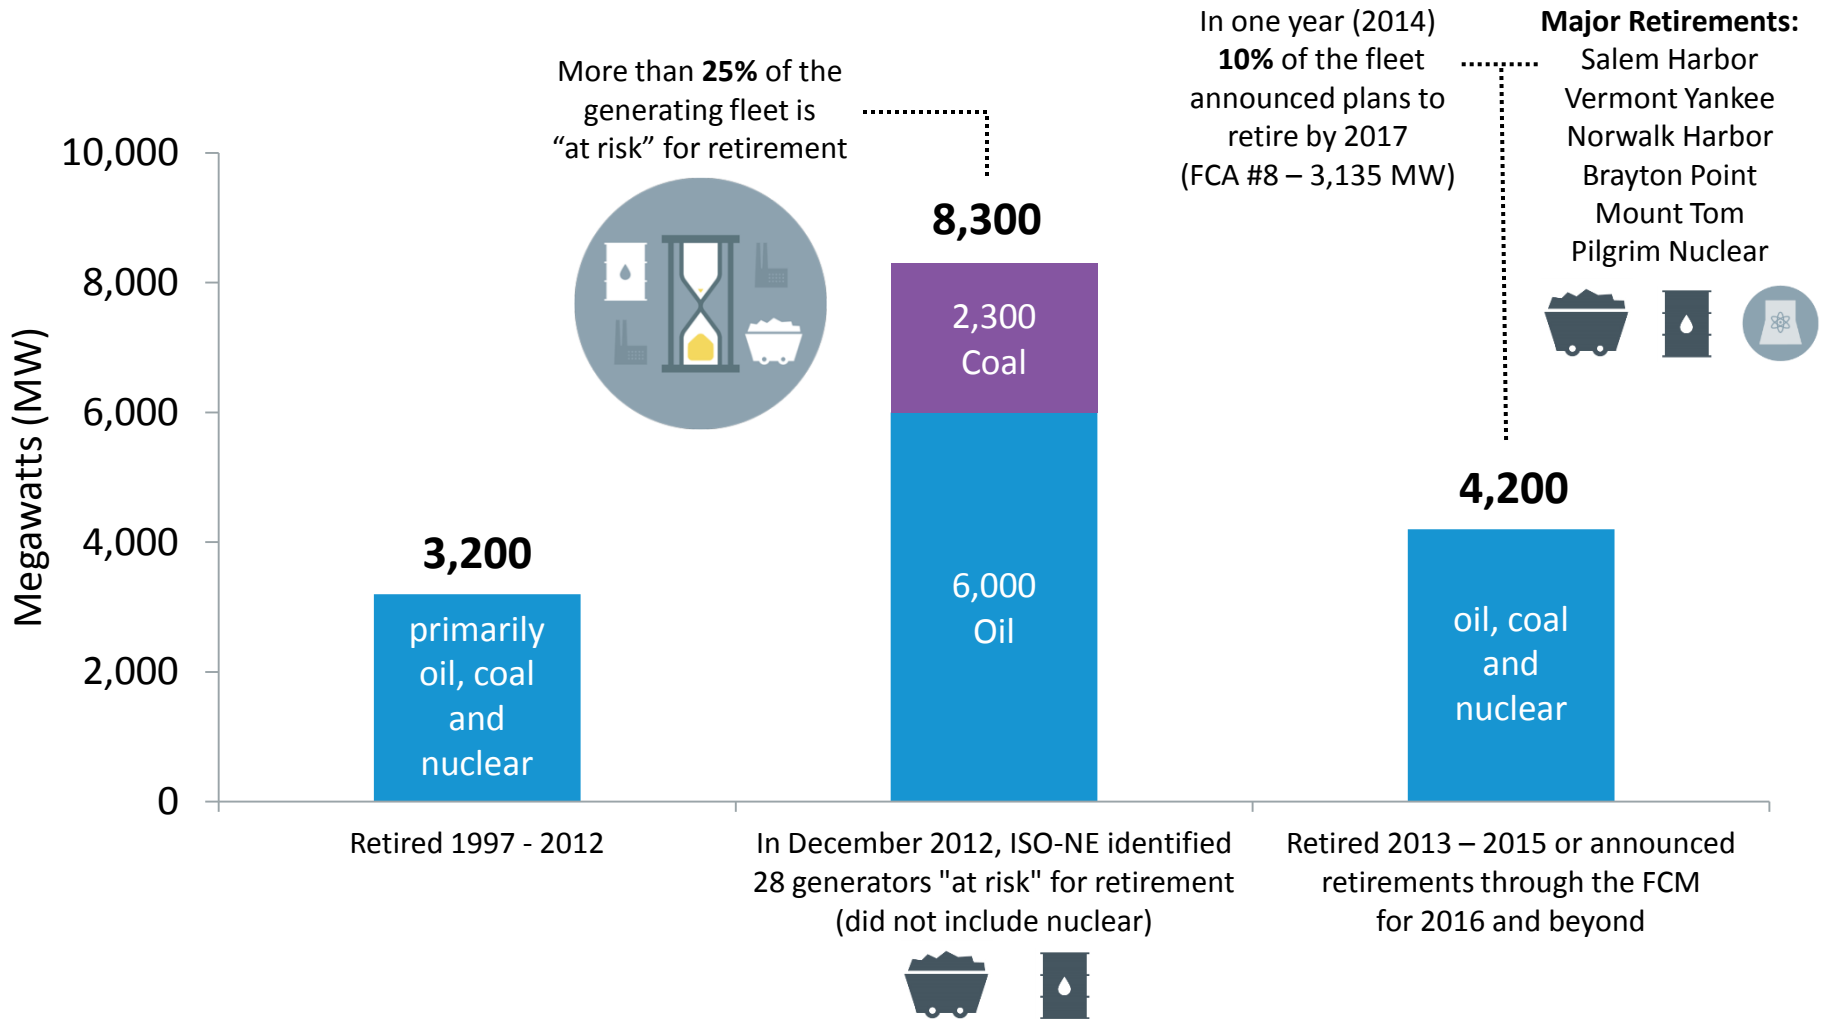 In one year (2014)
10% of the fleet
announced plans to
retire by 2017
(FCA #8 – 3,135 MW)
Major Retirements:
Salem Harbor
Vermont Yankee
Norwalk Harbor
Brayton Point
Mount Tom
Pilgrim Nuclear
More than 25% of the
generating fleet is
“at risk” for retirement
Megawatts (MW)
10,000
8,000
6,000
4,000
2,000
0
3,200
primarily
oil, coal
and
nuclear
8,300
2,300
Coal
6,000
Oil
4,200
oil, coal
and
nuclear
Retired 1997 - 2012
In December 2012, ISO-NE identified
28 generators "at risk" for retirement
(did not include nuclear)
Retired 2013 – 2015 or announced
retirements through the FCM
for 2016 and beyond